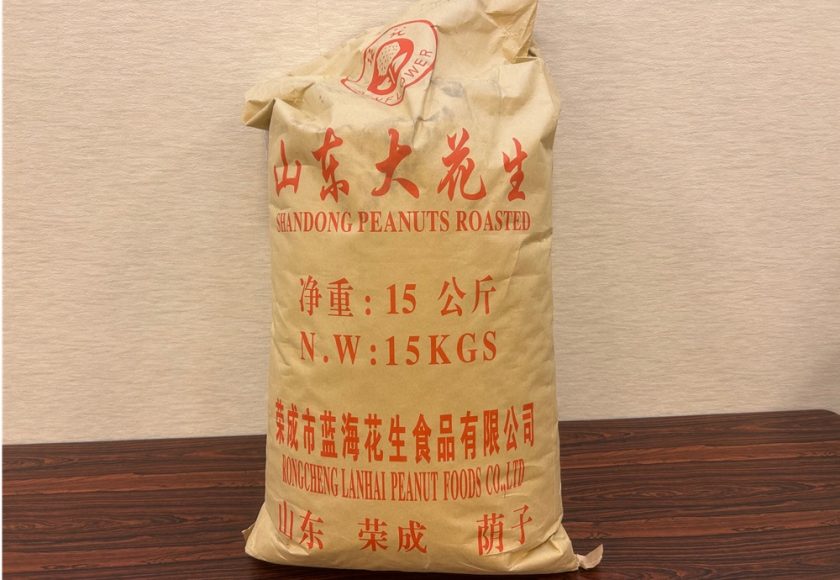 山东大花生
SHANDONG PEANUTS ROASTED
净重:15 公斤
N.W:15KGS
荣成市蓝海花生食品有限公司
RONGCHENG LANHAI PEANUT FOODS CO.,LTD
山东 荣成 荫子